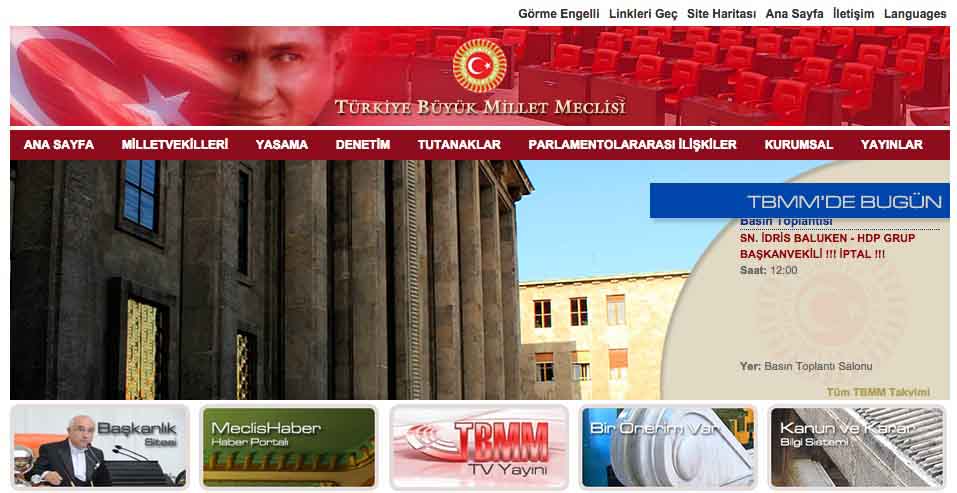 Görme Engelli Linkleri Geç Site Haritası Ana Sayfa İletişim Languages
TÜRKİYE BÜYÜK MİLLET MECLİSİ
ANA SAYFA MİLLETVEKİLLERİ YASAMA DENETİM TUTANAKLAR PARLAMENTOLARARASI İLİŞKİLER KURUMSAL YAYINLAR
TBMM'DE BUGÜN
Basın Toplantısı
SN. İDRİS BALUKEN - HDP GRUP
BAŞKANVEKİLİ !!! İPTAL !!!
Saat: 12:00
Yer: Basın Toplantı Salonu
Tüm TBMM Takvimi
Başkanlık
Sitesi
MeclisHaber
Haber Portalı
TBMM
TV Yayını
Bir Önerim Var
Kanun ve Karar
Bilgi Sistemi